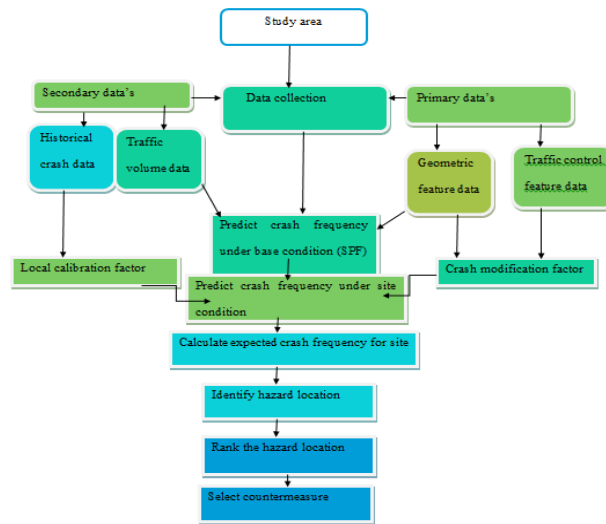 Study area
Secondary data's
Data collection
Primary data's
Historical
crash data
Traffic
volume data
Geometric
feature data
Traffic control
feature data
Predict crash frequency
under base condition (SPF)
Local calibration factor
Crash modification factor
Predict crash frequency under site
condition
Calculate expected crash frequency for site
Identify hazard location
Rank the hazard location
Select countermeasure